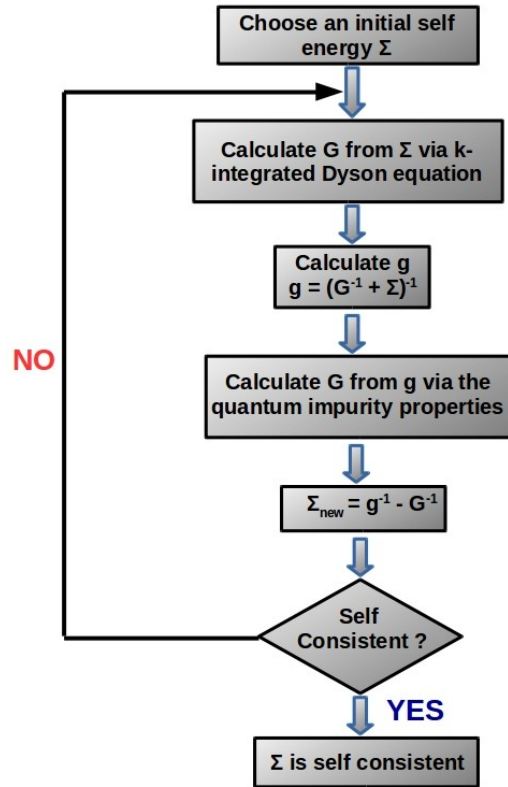 Choose an initial self
energy Σ
Calculate G from Σ via k-
integrated Dyson equation
Calculate g
g = (G⁻¹ + Σ)⁻¹
NO
Calculate G from g via the
quantum impurity properties
Σₙₑw = g⁻¹ - G⁻¹
Self
Consistent ?
YES
Σ is self consistent